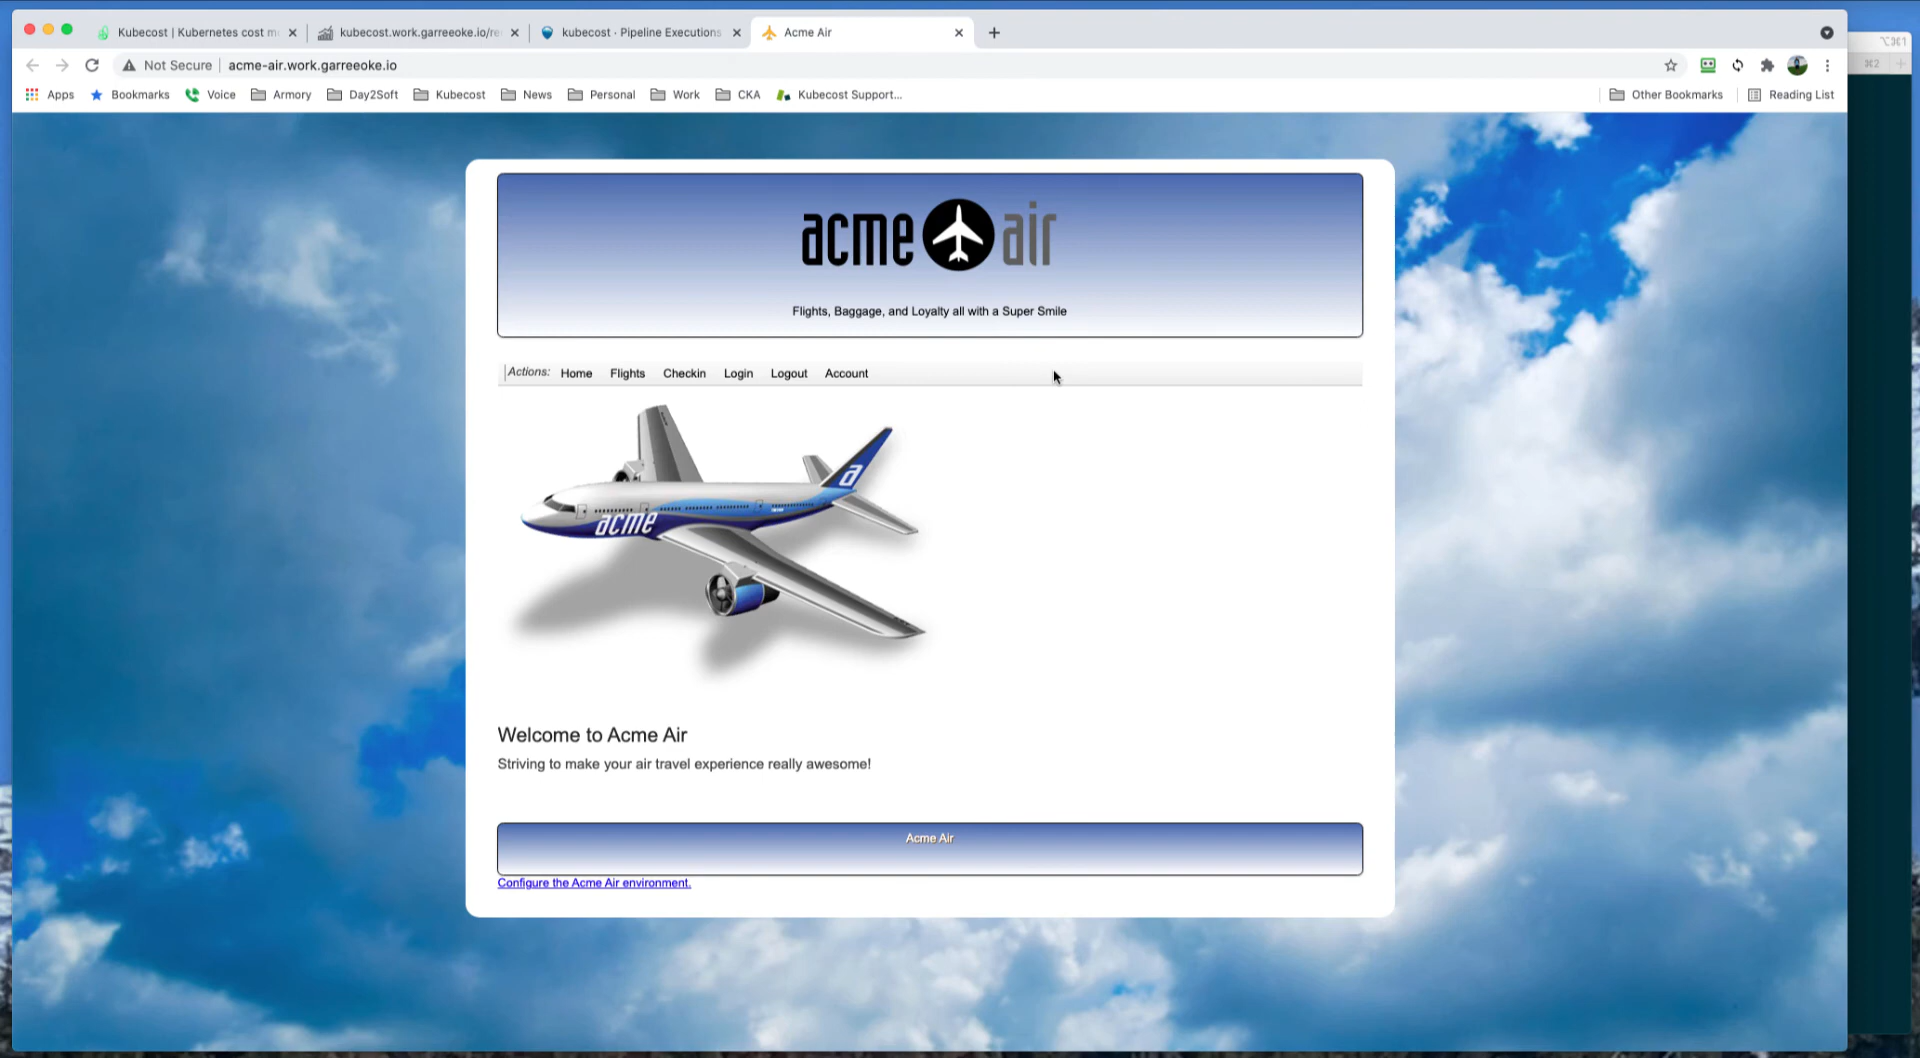 Kubecost | Kubernetes cost m
kubecost.work.garreeoke.io/re
kubecost · Pipeline Executions
Acme Air
⌥⌘1
Not Secure
acme-air.work.garreeoke.io
⌘2
Apps
Bookmarks
Voice
Armory
Day2Soft
Kubecost
News
Personal
Work
CKA
Kubecost Support...
Other Bookmarks
Reading List
acme air
Flights, Baggage, and Loyalty all with a Super Smile
Actions: Home Flights Checkin Login Logout Account
a
acme
Welcome to Acme Air
Striving to make your air travel experience really awesome!
Acme Air
Configure the Acme Air environment.